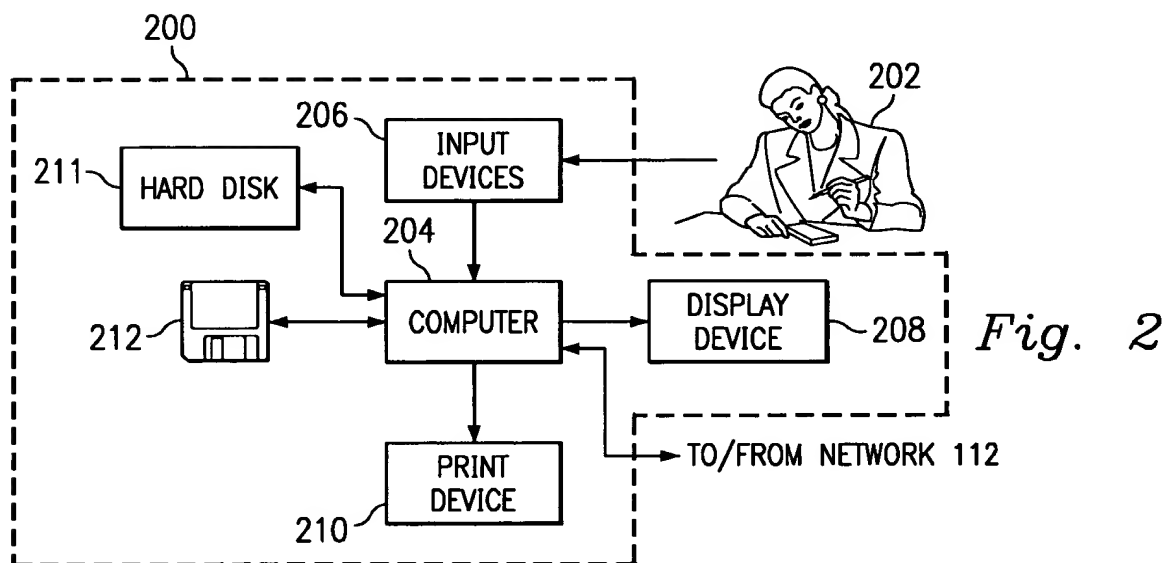 200
202
206
INPUT
DEVICES
211
HARD DISK
204
COMPUTER
212
DISPLAY
DEVICE
208
Fig. 2
TO/FROM NETWORK 112
PRINT
DEVICE
210